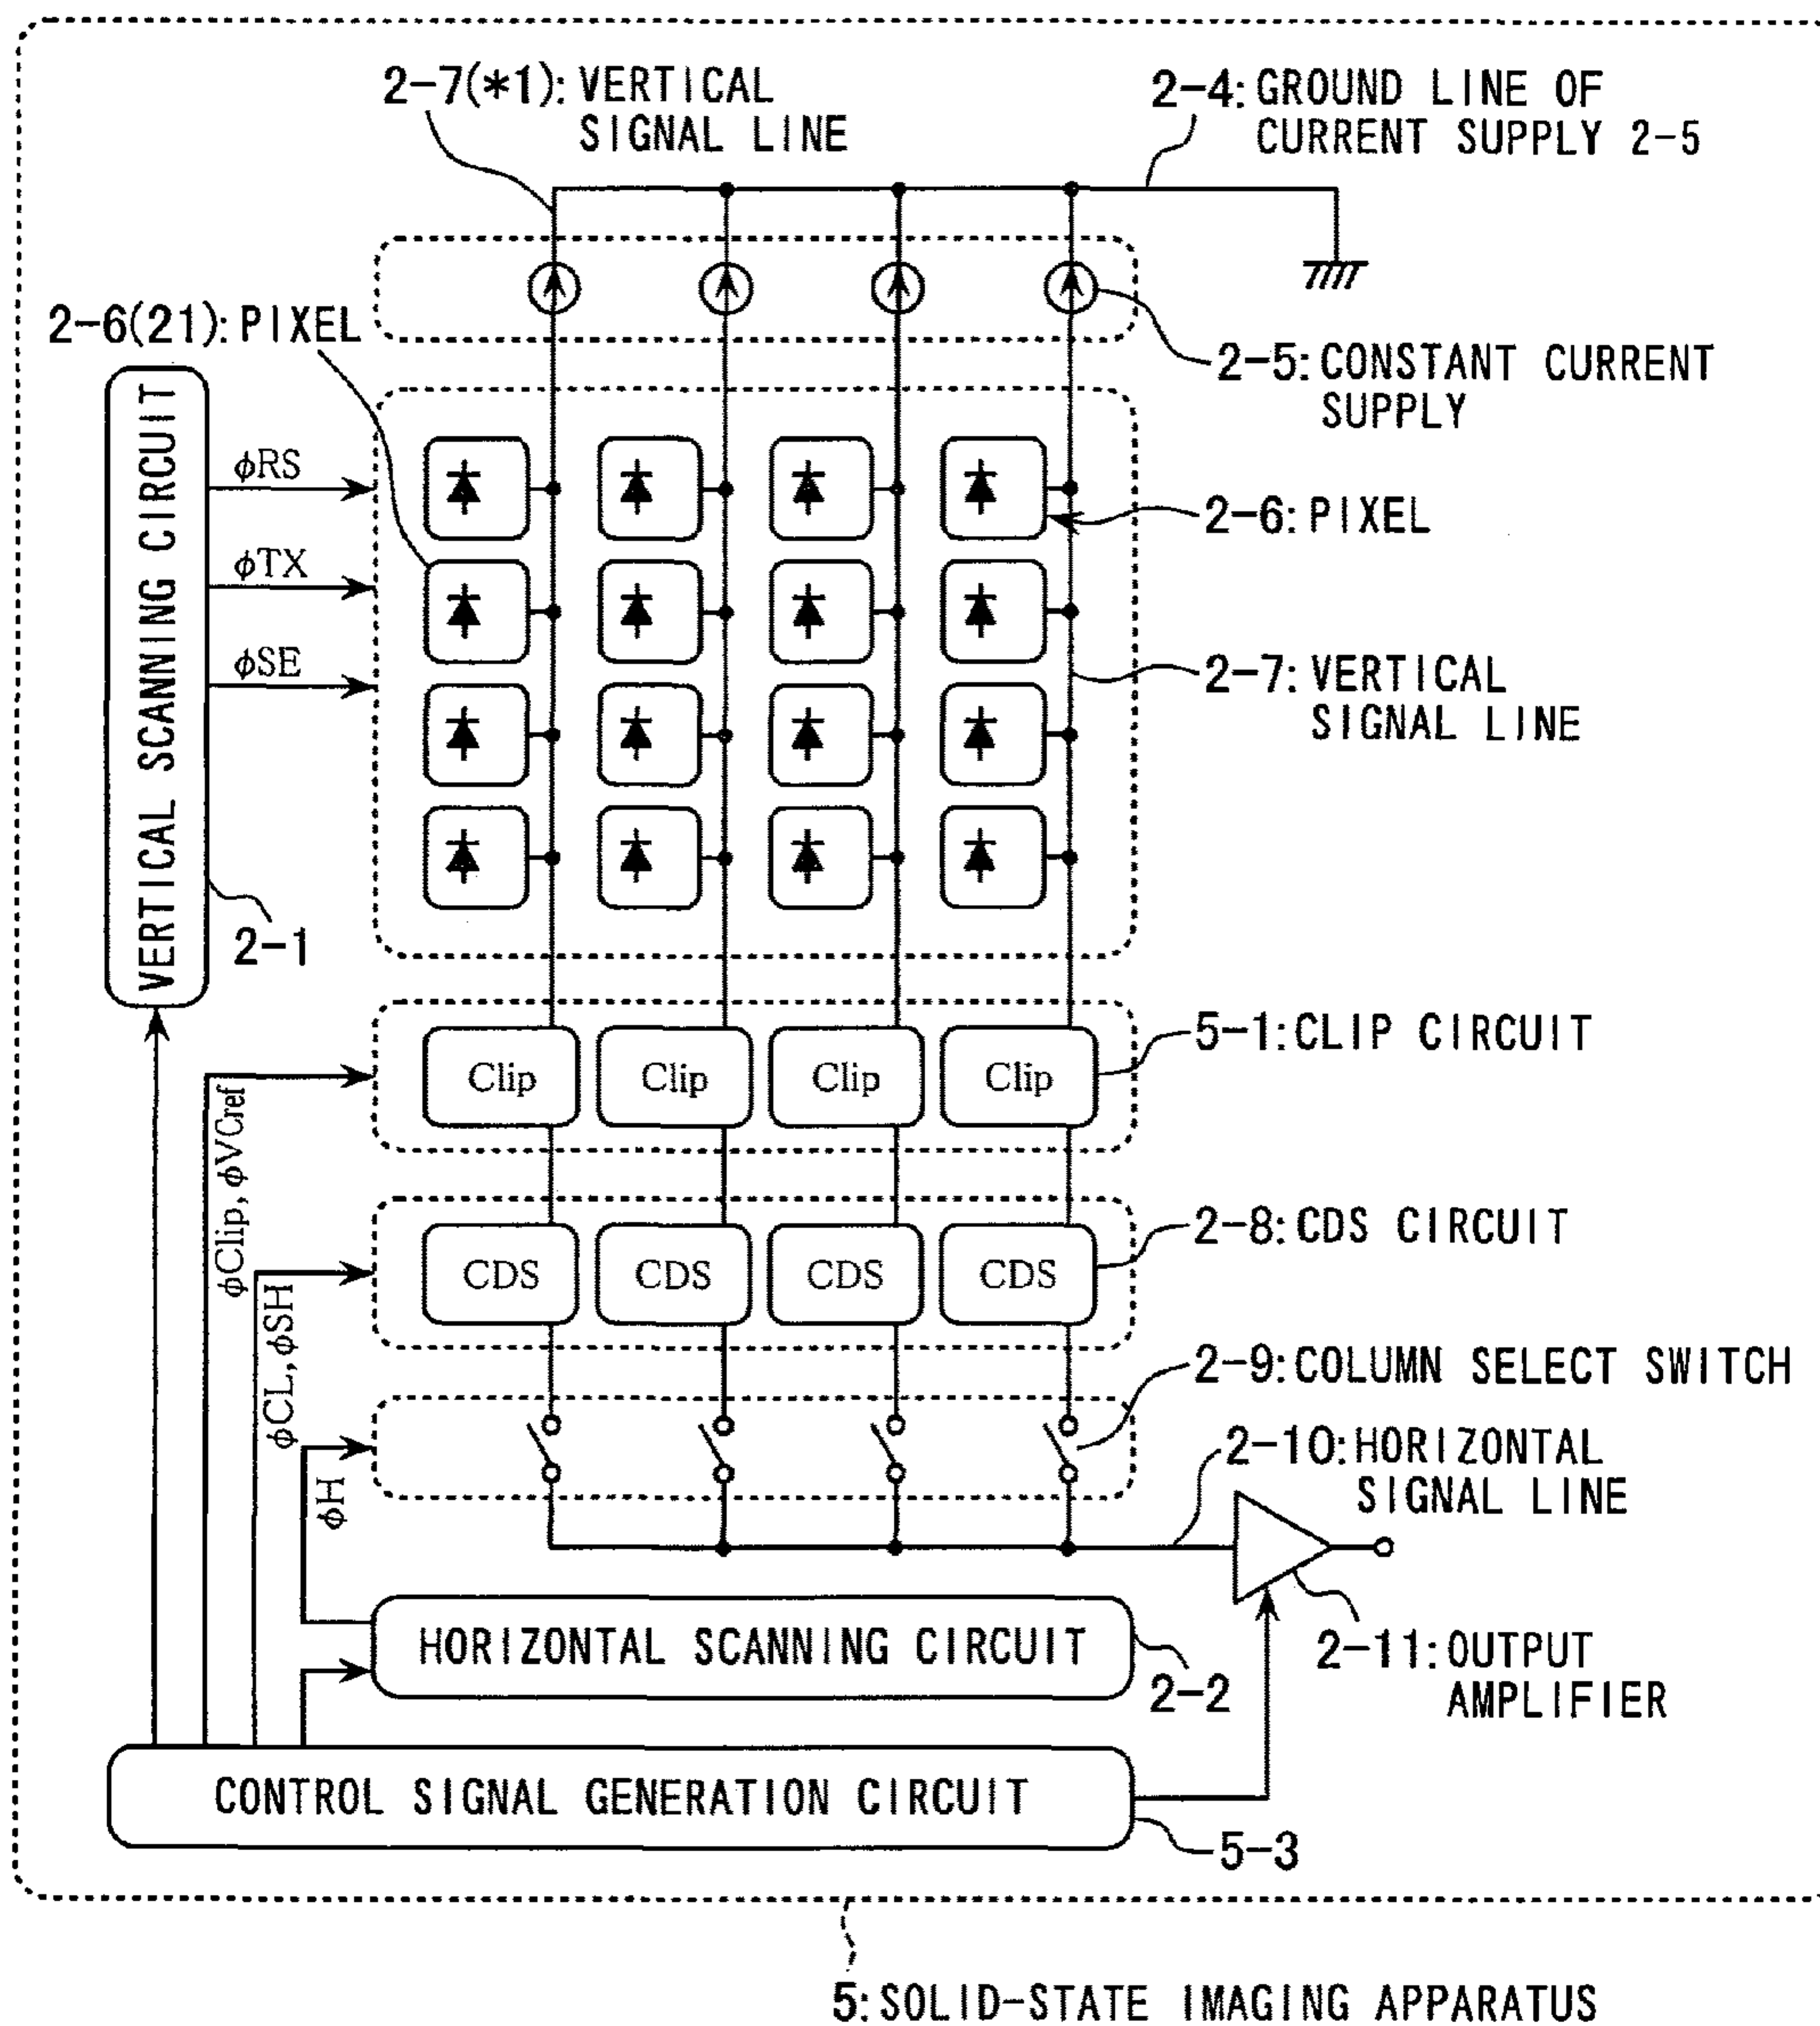 2-7(*1): VERTICAL
SIGNAL LINE
2-4: GROUND LINE OF
CURRENT SUPPLY 2-5
2-6(21): PIXEL
2-5: CONSTANT CURRENT
SUPPLY
VERTICAL SCANNING CIRCUIT
ϕRS
ϕTX
ϕSE
2-6: PIXEL
2-7: VERTICAL
SIGNAL LINE
2-1
Clip
Clip
Clip
Clip
5-1: CLIP CIRCUIT
ϕClip, ϕVCref
CDS
CDS
CDS
CDS
2-8: CDS CIRCUIT
ϕCL, ϕSH
2-9: COLUMN SELECT SWITCH
ϕH
2-10: HORIZONTAL
SIGNAL LINE
HORIZONTAL SCANNING CIRCUIT
2-2
2-11: OUTPUT
AMPLIFIER
CONTROL SIGNAL GENERATION CIRCUIT
5-3
5: SOLID-STATE IMAGING APPARATUS